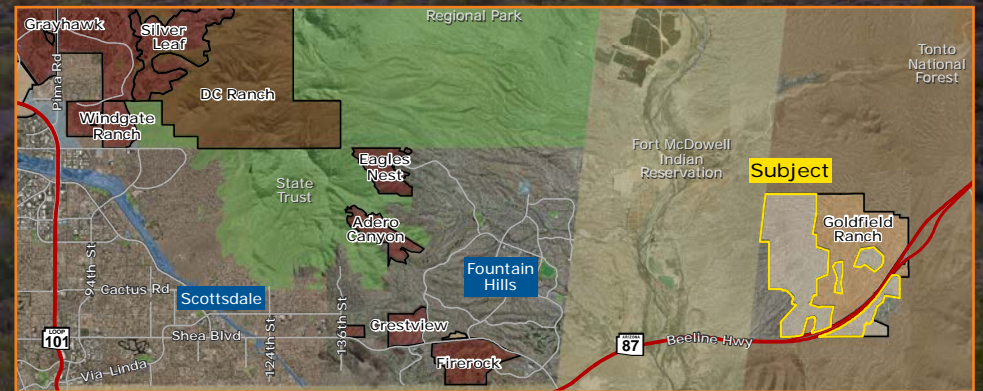 Regional Park
Grayhawk
Silver
Leaf
Pima Rd
DC Ranch
Windgate
Ranch
Tonto
National
Forest
Fort McDowell
Indian
Reservation
Eagles
Nest
Subject
State
Trust
Adero
Canyon
Goldfield
Ranch
94th St
Cactus Rd
Scottsdale
Fountain
Hills
136th St
124th St
Shea Blvd
Crestview
LOOP
101
ARIZONA
87
Beeline Hwy
Via Linda
Firerock